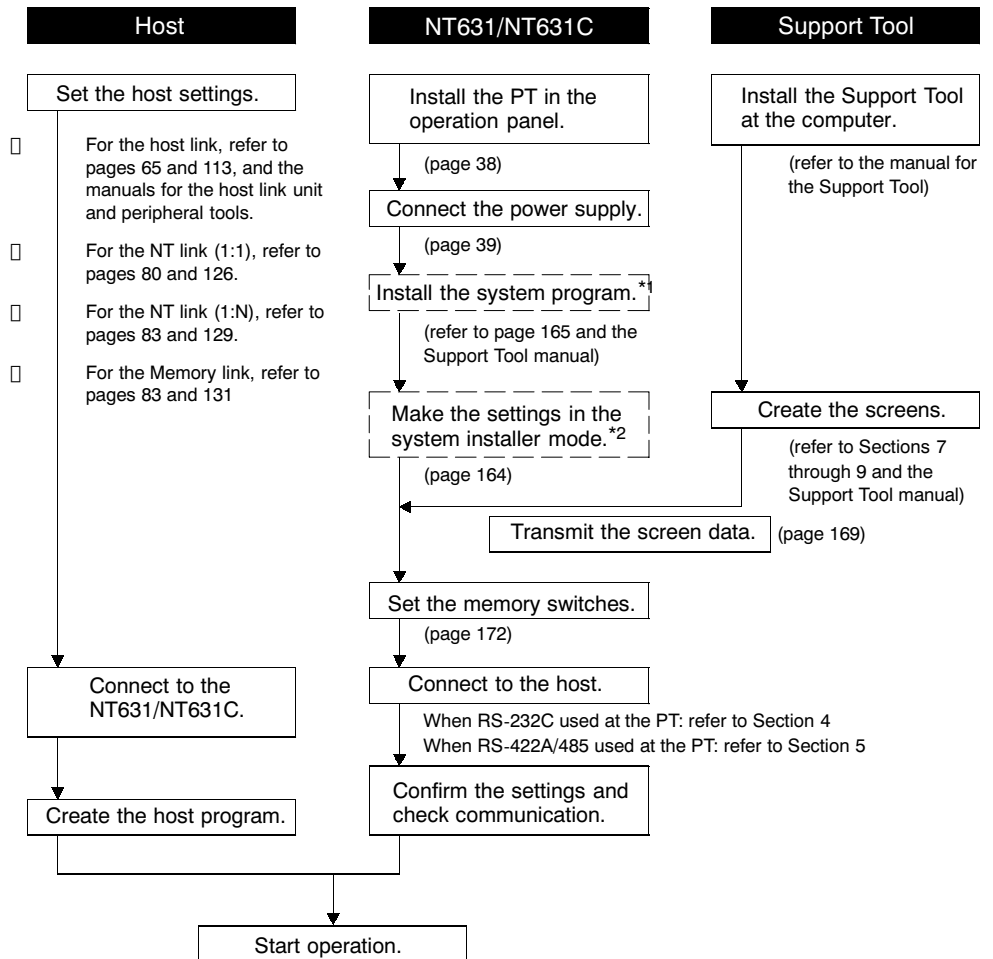 Host
NT631/NT631C
Support Tool
Set the host settings.
For the host link, refer to
pages 65 and 113, and the
manuals for the host link unit
and peripheral tools.
For the NT link (1:1), refer to
pages 80 and 126.
For the NT link (1:N), refer to
pages 83 and 129.
For the Memory link, refer to
pages 83 and 131
Connect to the
NT631/NT631C.
Create the host program.
Install the PT in the
operation panel.
(page 38)
Connect the power supply.
(page 39)
Install the system program.*1
(refer to page 165 and the
Support Tool manual)
Make the settings in the
system installer mode.*2
(page 164)
Install the Support Tool
at the computer.
(refer to the manual for
the Support Tool)
Create the screens.
(refer to Sections 7
through 9 and the
Support Tool manual)
Transmit the screen data. (page 169)
Set the memory switches.
(page 172)
Connect to the host.
When RS-232C used at the PT: refer to Section 4
When RS-422A/485 used at the PT: refer to Section 5
Confirm the settings and
check communication.
Start operation.